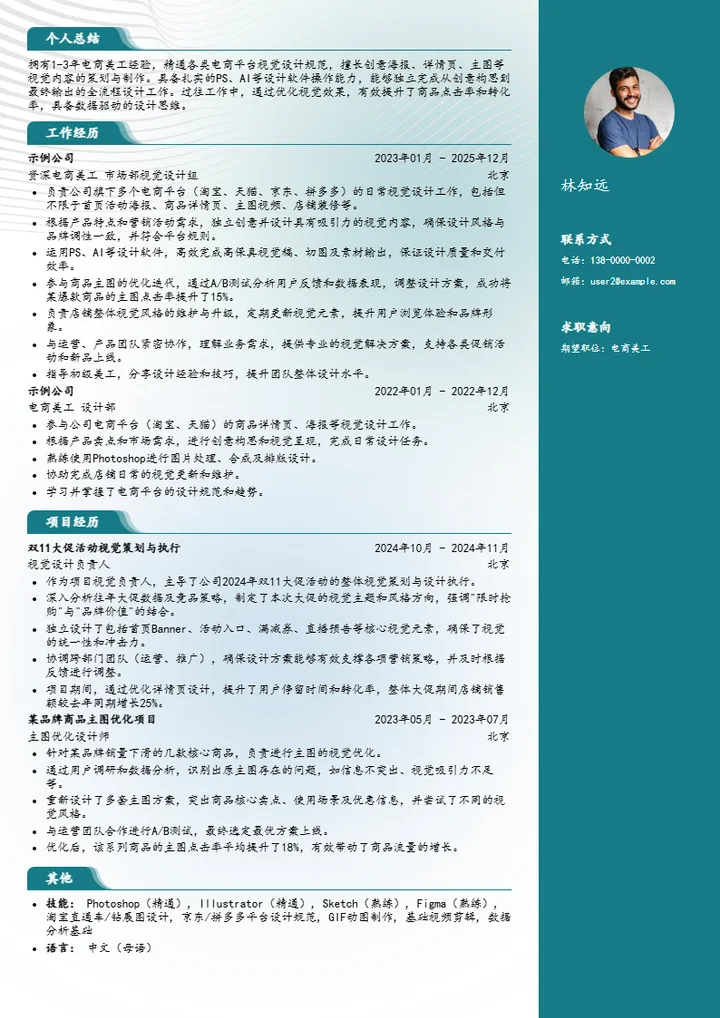 个人总结
拥有1-3年电商美工经验，精通各类电商平台视觉设计规范，擅长创意海报、详情页、主图等
视觉内容的策划与制作。具备扎实的PS、AI等设计软件操作能力，能够独立完成从创意构思到
最终输出的全流程设计工作。过往工作中，通过优化视觉效果，有效提升了商品点击率和转化
率，具备数据驱动的设计思维。
工作经历
示例公司 2023年01月 - 2025年12月
资深电商美工 市场部视觉设计组 北京
• 负责公司旗下多个电商平台（淘宝、天猫、京东、拼多多）的日常视觉设计工作，包括但
不限于首页活动海报、商品详情页、主图视频、店铺装修等。
• 根据产品特点和营销活动需求，独立创意并设计具有吸引力的视觉内容，确保设计风格与
品牌调性一致，并符合平台规则。
• 运用PS、AI等设计软件，高效完成高保真视觉稿、切图及素材输出，保证设计质量和交付
效率。
• 参与商品主图的优化迭代，通过A/B测试分析用户反馈和数据表现，调整设计方案，成功将
某爆款商品的主图点击率提升了15%。
• 负责店铺整体视觉风格的维护与升级，定期更新视觉元素，提升用户浏览体验和品牌形
象。
• 与运营、产品团队紧密协作，理解业务需求，提供专业的视觉解决方案，支持各类促销活
动和新品上线。
• 指导初级美工，分享设计经验和技巧，提升团队整体设计水平。
示例公司 2022年01月 - 2022年12月
电商美工 设计部 北京
• 参与公司电商平台（淘宝、天猫）的商品详情页、海报等视觉设计工作。
• 根据产品卖点和市场需求，进行创意构思和视觉呈现，完成日常设计任务。
• 熟练使用Photoshop进行图片处理、合成及排版设计。
• 协助完成店铺日常的视觉更新和维护。
• 学习并掌握了电商平台的设计规范和趋势。
项目经历
双11大促活动视觉策划与执行 2024年10月 - 2024年11月
视觉设计负责人 北京
• 作为项目视觉负责人，主导了公司2024年双11大促活动的整体视觉策划与设计执行。
• 深入分析往年大促数据及竞品策略，制定了本次大促的视觉主题和风格方向，强调"限时抢
购"与"品牌价值"的结合。
• 独立设计了包括首页Banner、活动入口、满减券、直播预告等核心视觉元素，确保了视觉
的统一性和冲击力。
• 协调跨部门团队（运营、推广），确保设计方案能够有效支撑各项营销策略，并及时根据
反馈进行调整。
• 项目期间，通过优化详情页设计，提升了用户停留时间和转化率，整体大促期间店铺销售
额较去年同期增长25%。
某品牌商品主图优化项目 2023年05月 - 2023年07月
主图优化设计师 北京
• 针对某品牌销量下滑的几款核心商品，负责进行主图的视觉优化。
• 通过用户调研和数据分析，识别出原主图存在的问题，如信息不突出、视觉吸引力不足
等。
• 重新设计了多套主图方案，突出商品核心卖点、使用场景及优惠信息，并尝试了不同的视
觉风格。
• 与运营团队合作进行A/B测试，最终选定最优方案上线。
• 优化后，该系列商品的主图点击率平均提升了18%，有效带动了商品流量的增长。
其他
• 技能： Photoshop（精通），Illustrator（精通），Sketch（熟练），Figma（熟练），
淘宝直通车/钻展图设计，京东/拼多多平台设计规范，GIF动图制作，基础视频剪辑，数据
分析基础
• 语言： 中文（母语）
林知远
联系方式
电话：138-0000-0002
邮箱：user2@example.com
求职意向
期望职位：电商美工